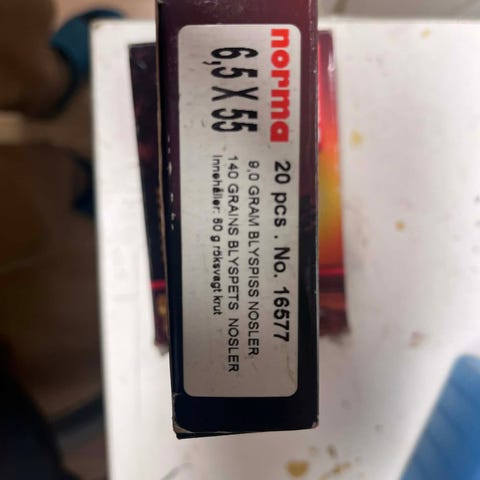 norma
6,5 X 55
20 pcs . No. 16577
9,0 GRAM BLYSPISS NOSLER
140 GRAINS BLYSPETS NOSLER
Innehåller: 60 g röksvagt krut